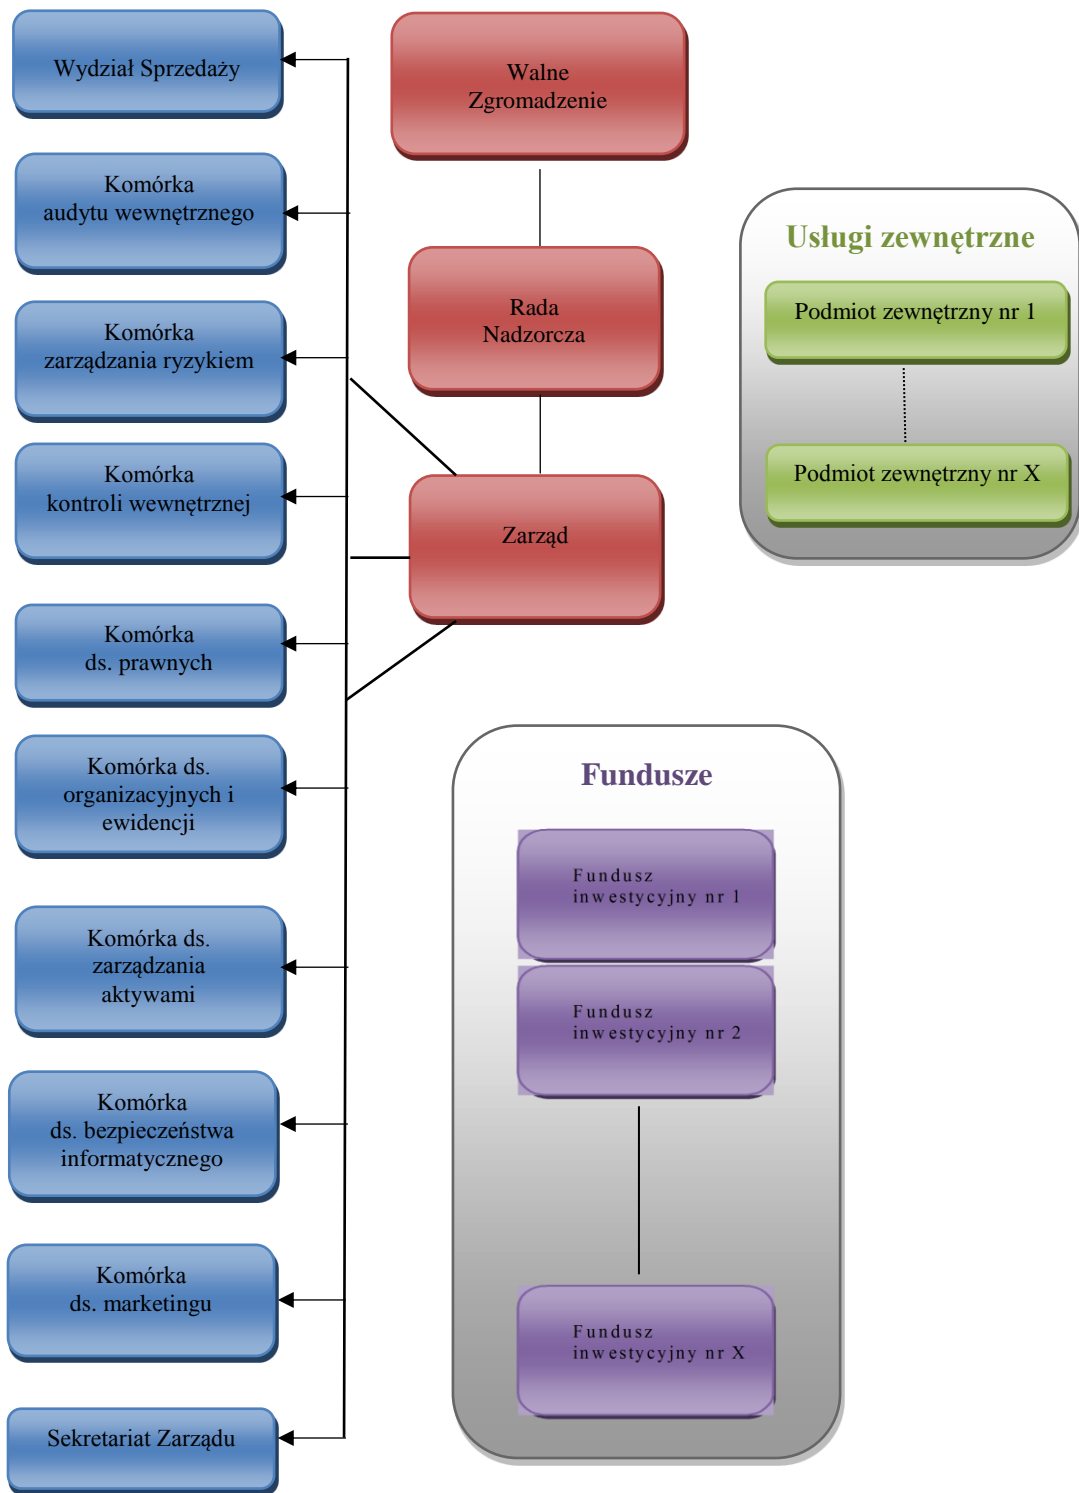 Wydział Sprzedaży
Komórka
audytu wewnętrznego
Komórka
zarządzania ryzykiem
Komórka
kontroli wewnętrznej
Komórka
ds. prawnych
Komórka ds.
organizacyjnych i
ewidencji
Komórka ds.
zarządzania
aktywami
Komórka
ds. bezpieczeństwa
informatycznego
Komórka
ds. marketingu
Sekretariat Zarządu
Walne
Zgromadzenie
Rada
Nadzorcza
Zarząd
Usługi zewnętrzne
Podmiot zewnętrzny nr 1
Podmiot zewnętrzny nr X
Fundusze
Fundusz
inwestycyjny nr 1
Fundusz
inwestycyjny nr 2
Fundusz
inwestycyjny nr X